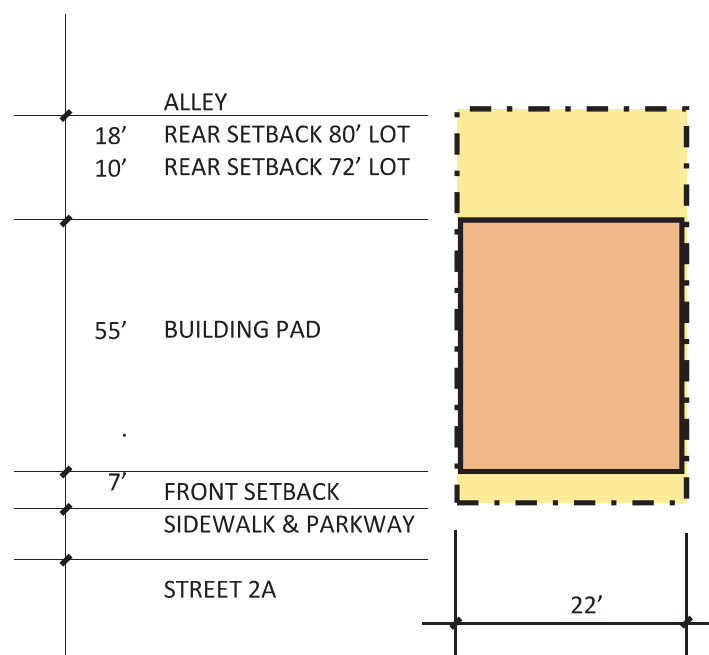 ALLEY
18’ REAR SETBACK 80’ LOT
10’ REAR SETBACK 72’ LOT
55’ BUILDING PAD
7’ FRONT SETBACK
SIDEWALK & PARKWAY
STREET 2A
22’